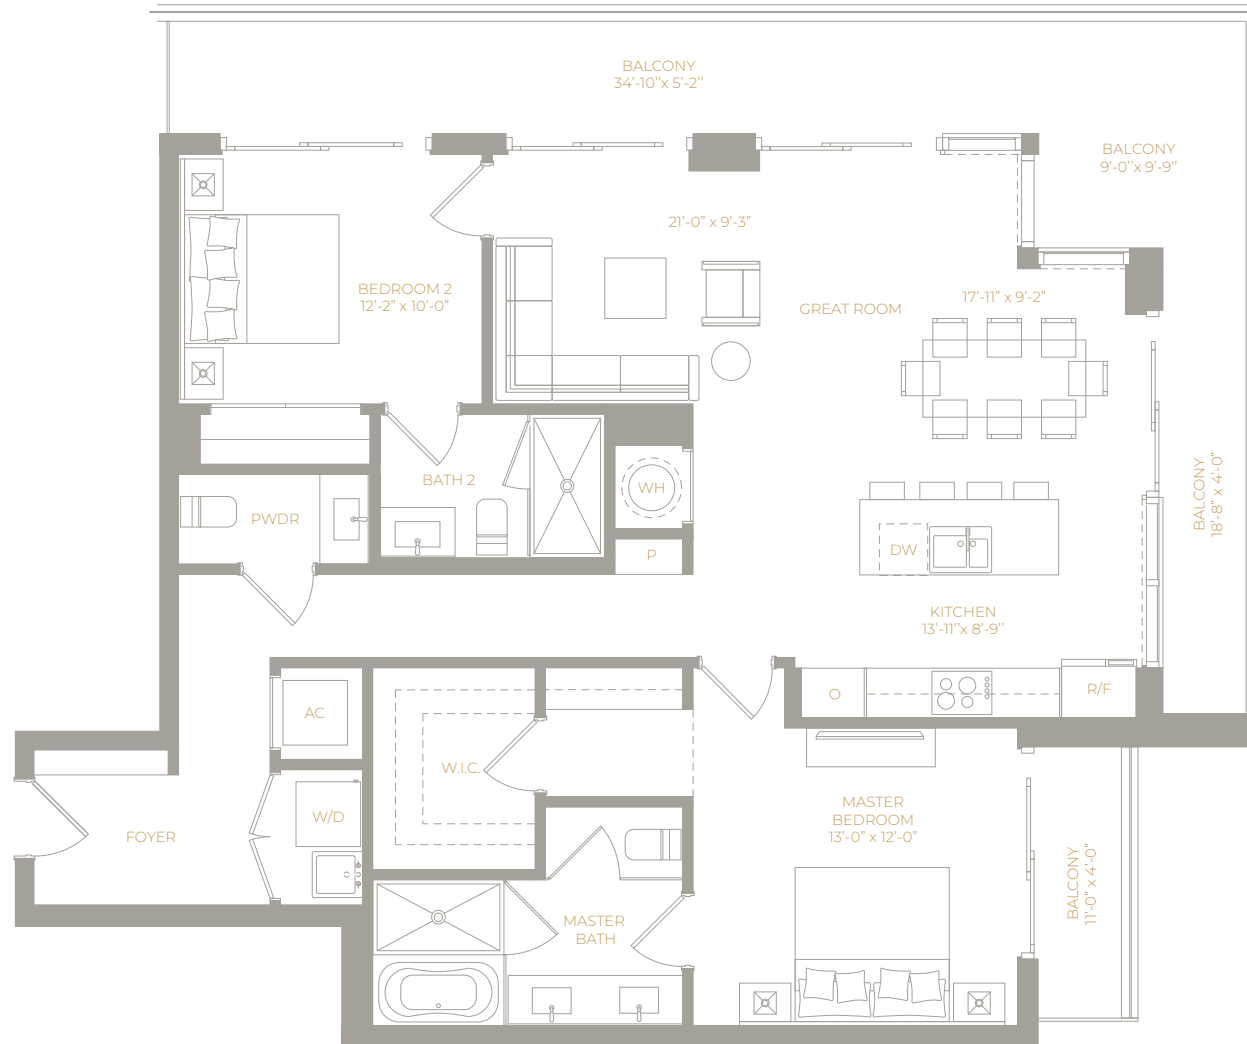 BALCONY
34'-10''x 5'-2''
BALCONY
9'-0”x 9'-9”
21'-0” x 9'-3”
BEDROOM 2
12'-2” x 10'-0”
17'-11” x 9'-2”
GREAT ROOM
BATH 2
WH
PWDR
BALCONY
18'-8” x 4'-0”
P
DW
KITCHEN
13'-11''x 8'-9''
AC
O
R/F
W.I.C.
W/D
FOYER
MASTER
BEDROOM
13'-0” x 12'-0”
BALCONY
11'-0” x 4'-0”
MASTER
BATH